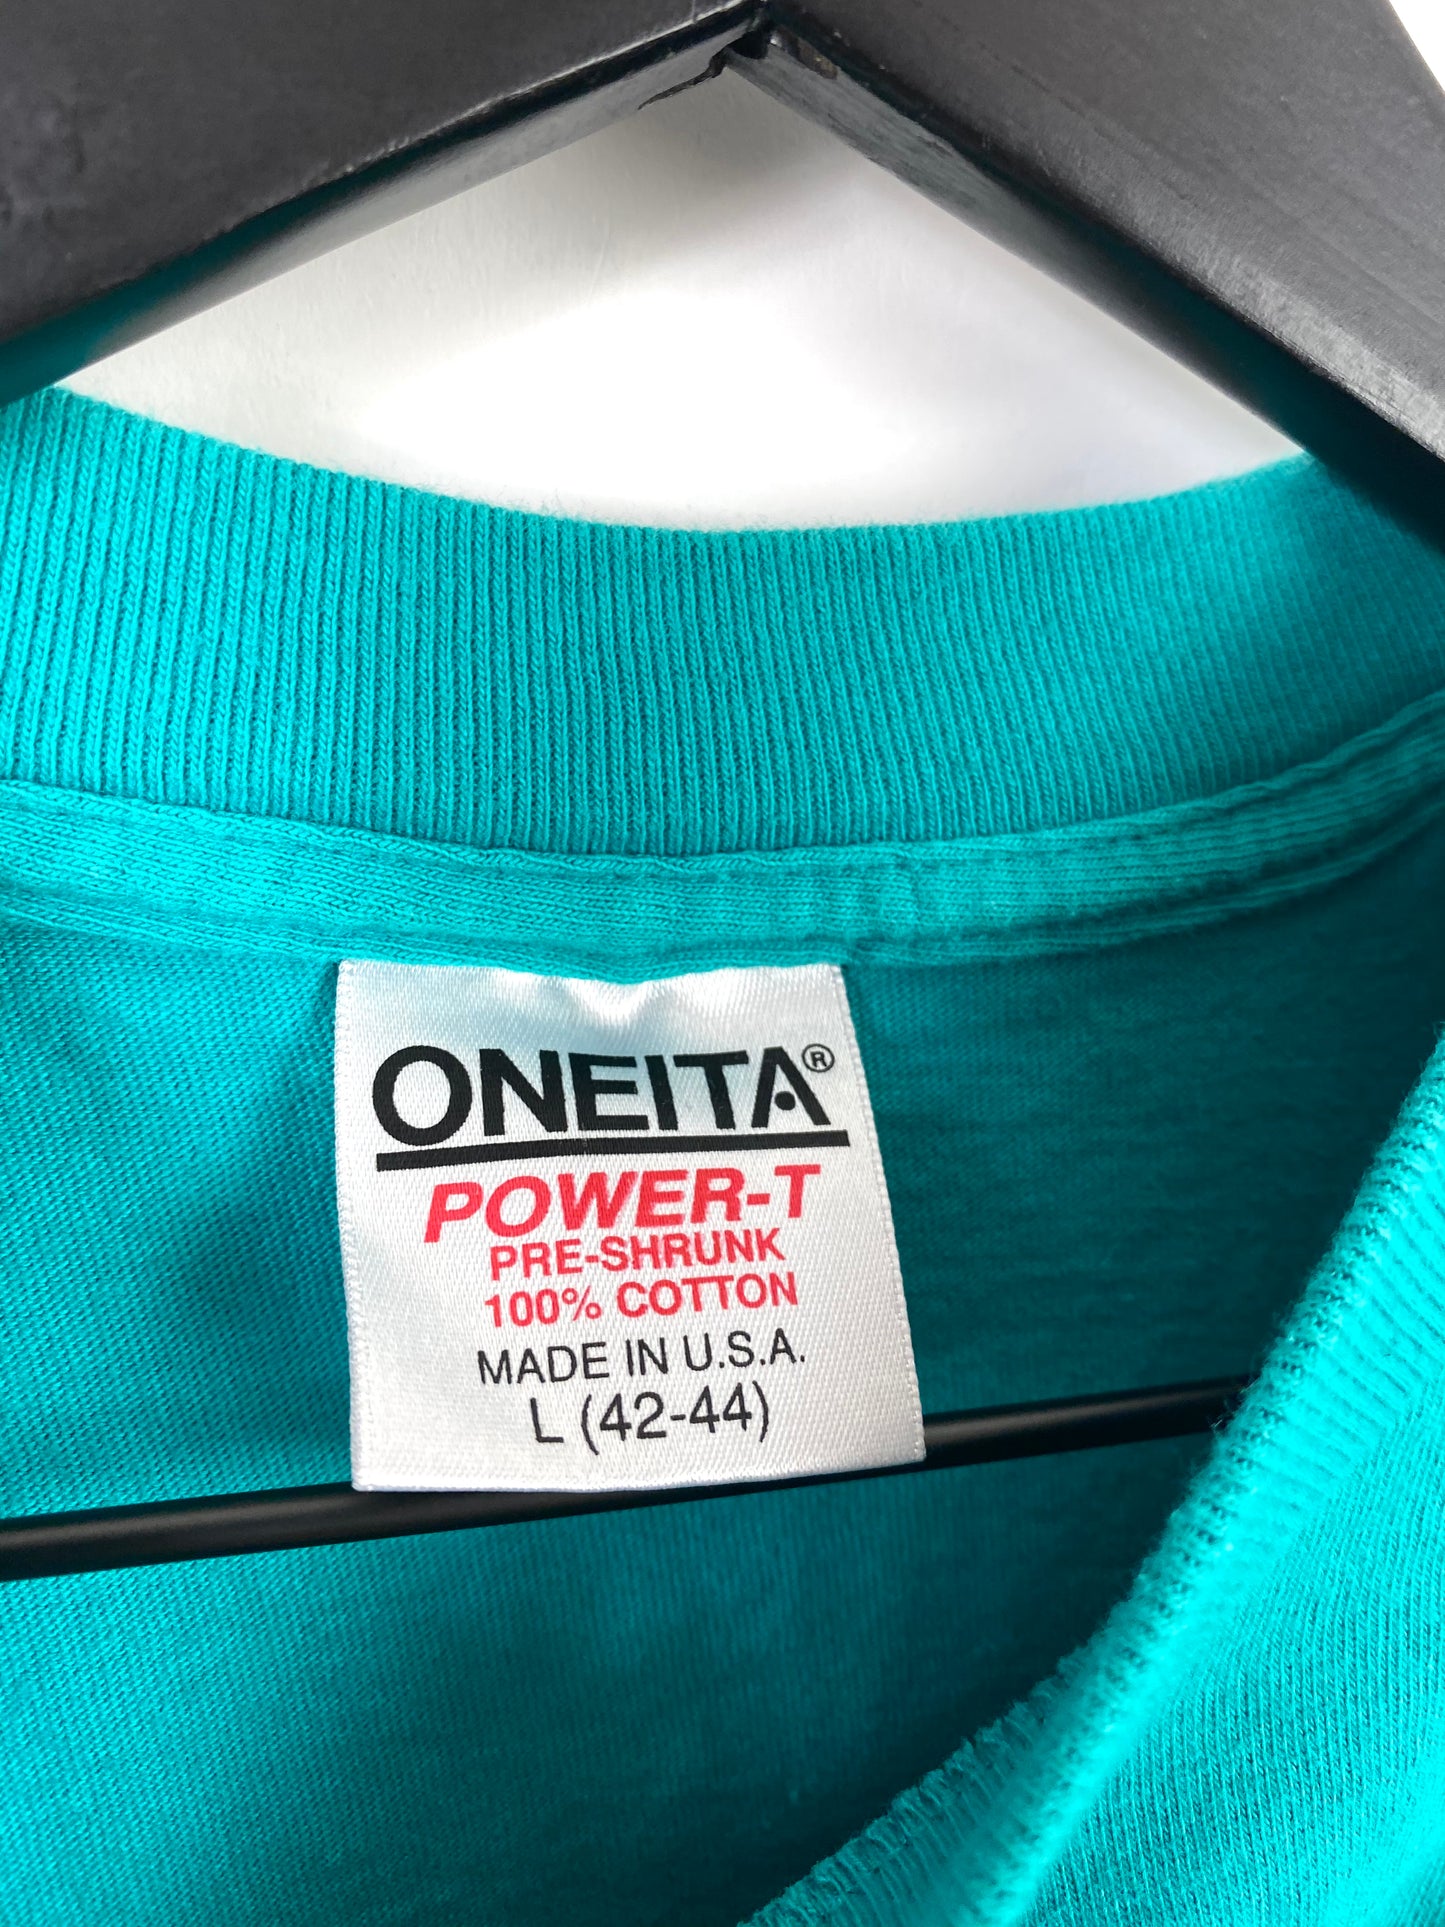 ONEITA®
POWER-T
PRE-SHRUNK
100% COTTON
MADE IN U.S.A.
L (42-44)